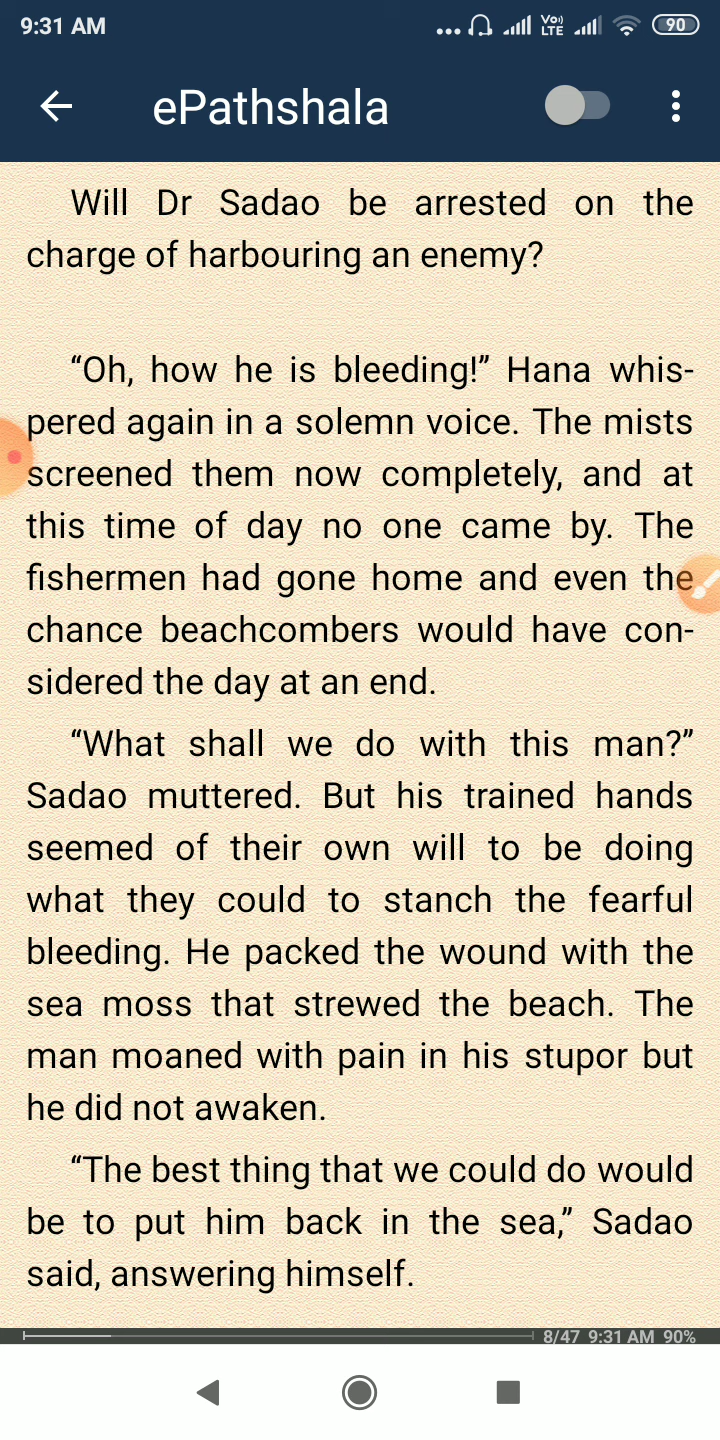 9:31 AM
Vo))
LTE
90
ePathshala
Will Dr Sadao be arrested on the
charge of harbouring an enemy?
“Oh, how he is bleeding!” Hana whis-
pered again in a solemn voice. The mists
screened them now completely, and at
this time of day no one came by. The
fishermen had gone home and even the
chance beachcombers would have con-
sidered the day at an end.
“What shall we do with this man?”
Sadao muttered. But his trained hands
seemed of their own will to be doing
what they could to stanch the fearful
bleeding. He packed the wound with the
sea moss that strewed the beach. The
man moaned with pain in his stupor but
he did not awaken.
“The best thing that we could do would
be to put him back in the sea,” Sadao
said, answering himself.
8/47 9:31 AM 90%